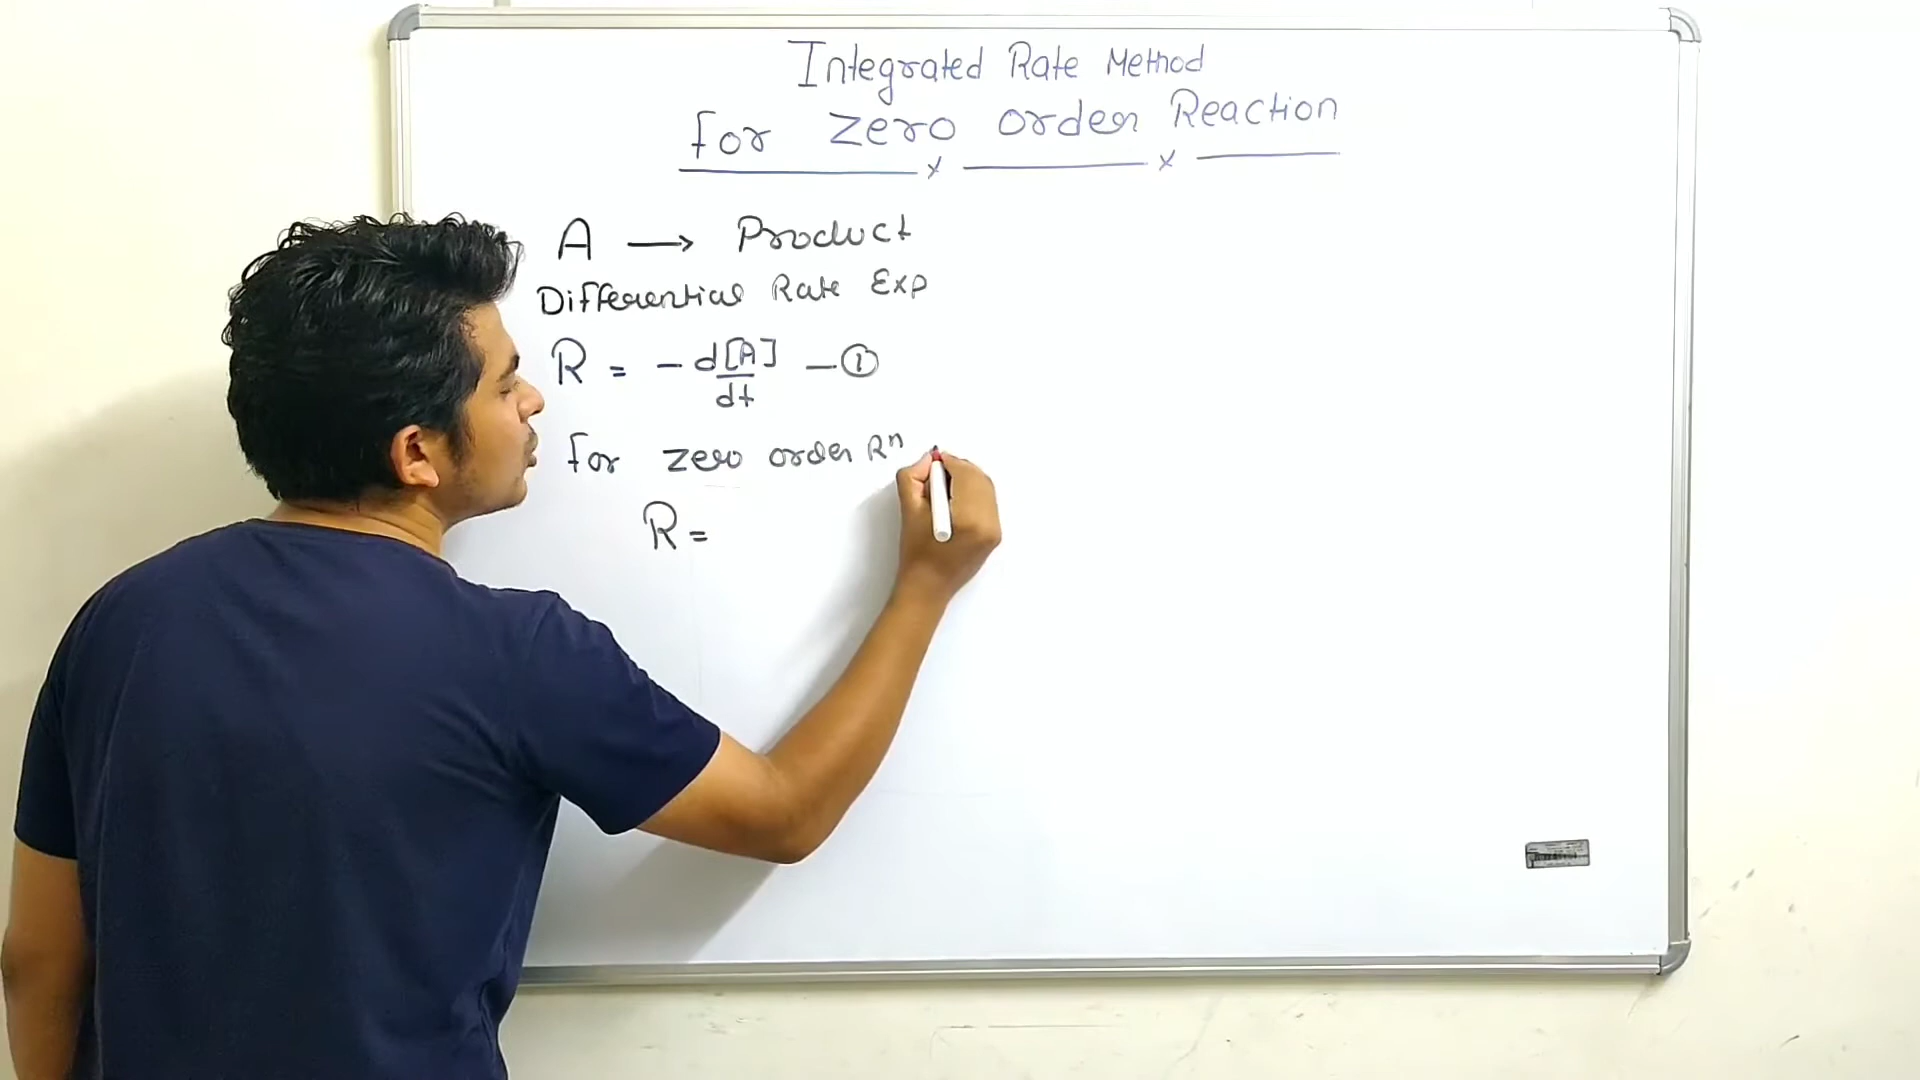 Integrated Rate Method
for zero order Reaction
A → Product
Differential Rate Exp
R = - d[A]/dt — ①
for zero order Rⁿ
R =